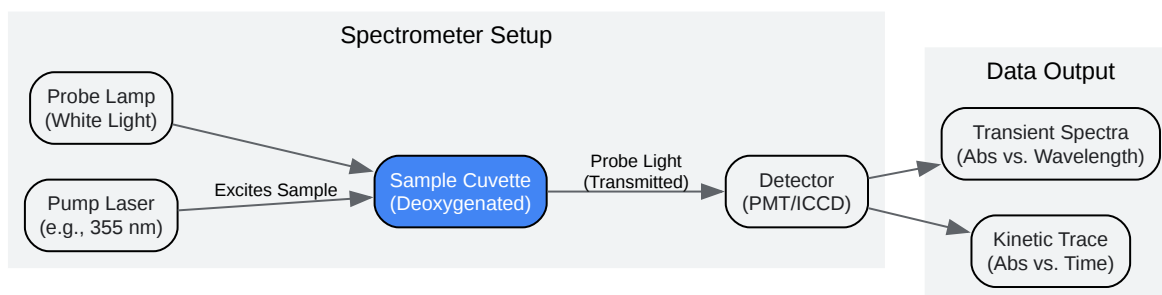 Spectrometer Setup
Data Output
Probe Lamp
(White Light)
Pump Laser
(e.g., 355 nm)
Excites Sample
Sample Cuvette
(Deoxygenated)
Probe Light
(Transmitted)
Detector
(PMT/ICCD)
Transient Spectra
(Abs vs. Wavelength)
Kinetic Trace
(Abs vs. Time)